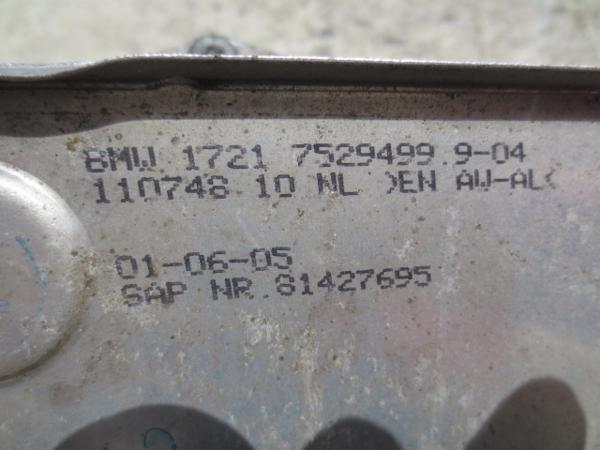 BMW 1721 7529499.9-04
110748 10 NL >EN AW-AL<
01-06-05
SAP NR.81427695